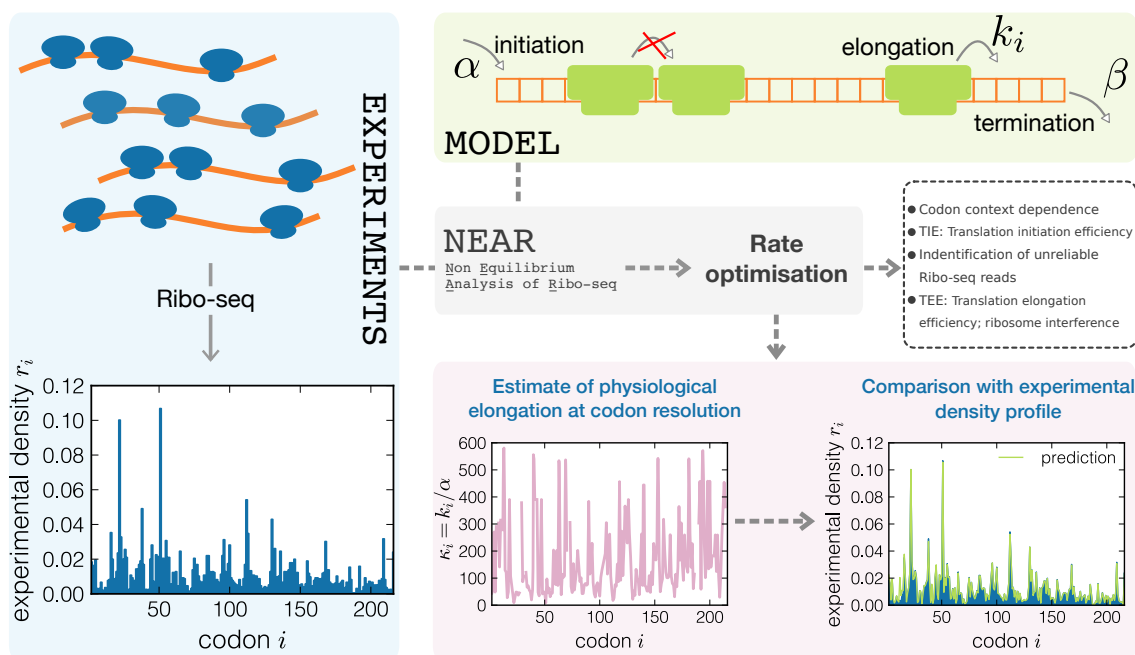 EXPERIMENTS
Ribo-seq
experimental density r_i
0.12
0.10
0.08
0.06
0.04
0.02
0.00
50
100
150
200
codon i
initiation
α
elongation
k_i
β
termination
MODEL
NEAR
Non Equilibrium
Analysis of Ribo-seq
Rate
optimisation
● Codon context dependence
● TIE: Translation initiation efficiency
● Indentification of unreliable
Ribo-seq reads
● TEE: Translation elongation
efficiency; ribosome interference
Estimate of physiological
elongation at codon resolution
κ_i = k_i/α
600
500
400
300
200
100
0
50
100
150
200
codon i
Comparison with experimental
density profile
experimental density r_i
0.12
0.10
0.08
0.06
0.04
0.02
0.00
prediction
50
100
150
200
codon i